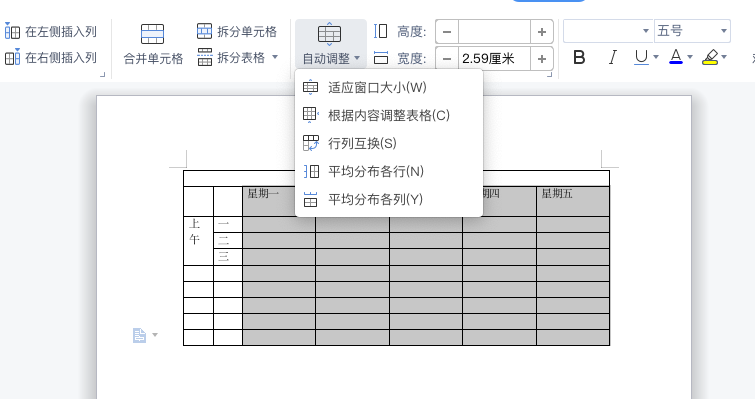 在左侧插入列
在右侧插入列
合并单元格
拆分单元格
拆分表格
自动调整
高度:
宽度:
2.59厘米
五号
B I U A
适应窗口大小(W)
根据内容调整表格(C)
行列互换(S)
平均分布各行(N)
平均分布各列(Y)
星期一
四
星期五
上
午
一
二
三